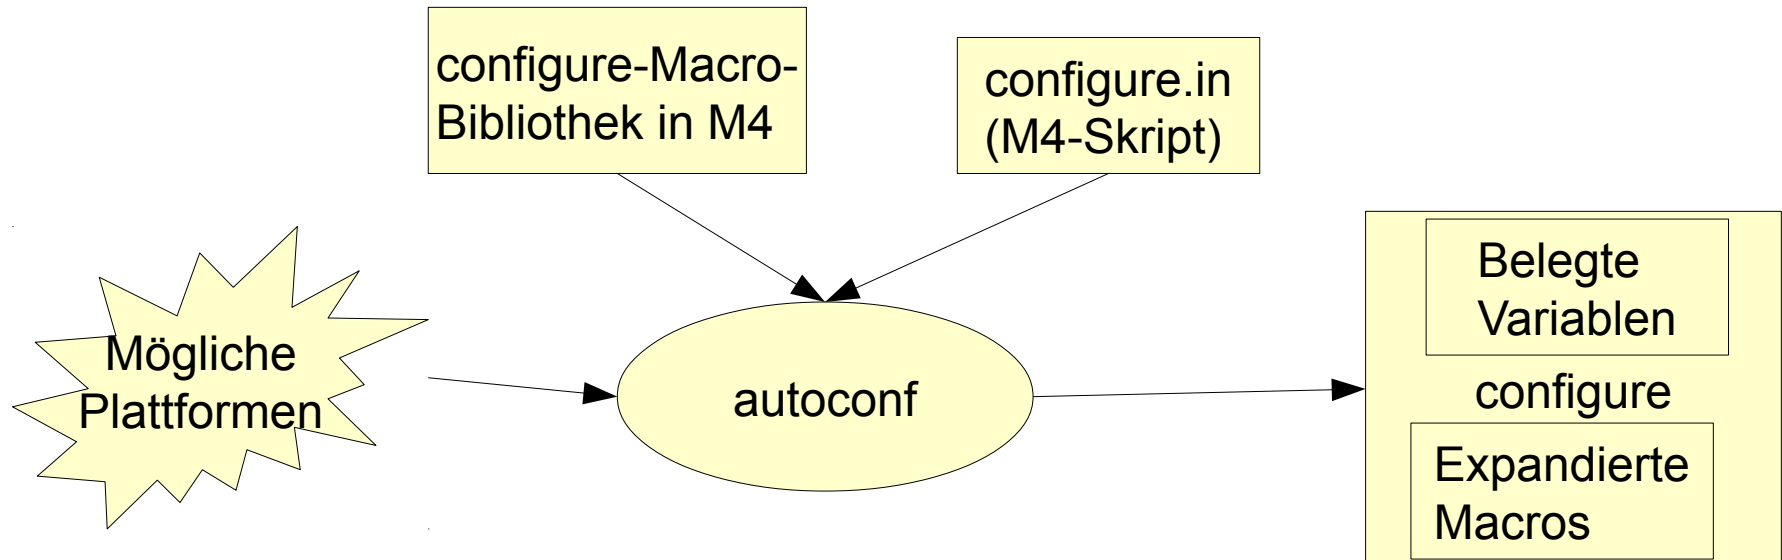 configure-Macro-
Bibliothek in M4
configure.in
(M4-Skript)
Mögliche
Plattformen
autoconf
Belegte
Variablen
configure
Expandierte
Macros